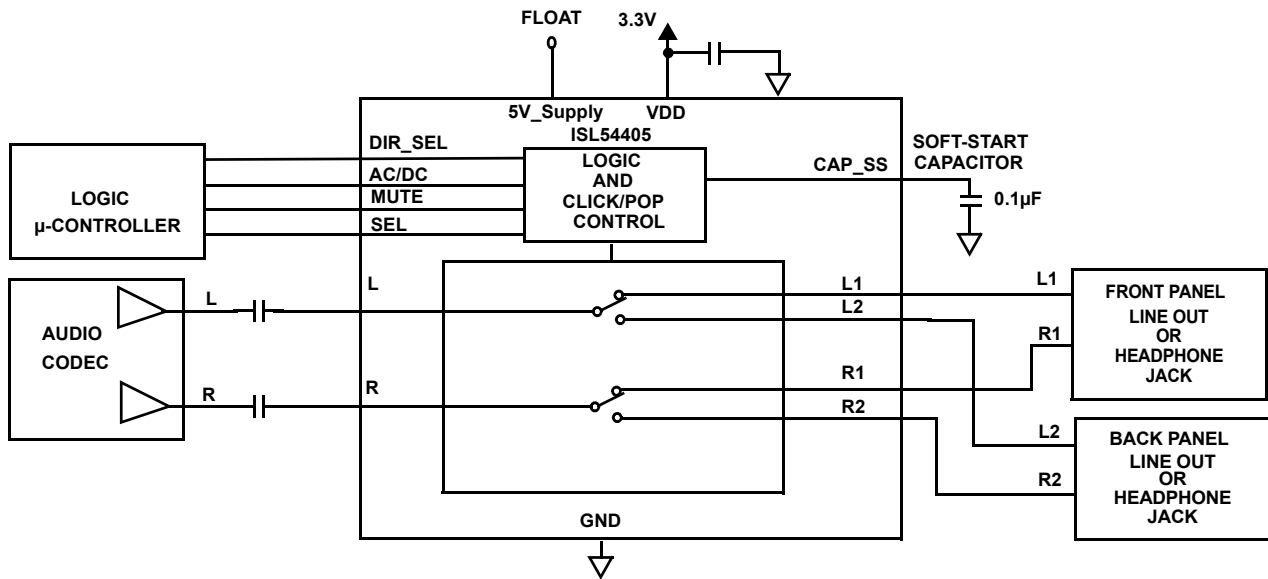 FLOAT
3.3V
5V_Supply
VDD
ISL54405
DIR_SEL
AC/DC
MUTE
SEL
LOGIC
AND
CLICK/POP
CONTROL
CAP_SS
SOFT-START
CAPACITOR
0.1µF
LOGIC
µ-CONTROLLER
AUDIO
CODEC
L
R
L
R
L1
L2
R1
R2
L1
R1
FRONT PANEL
LINE OUT
OR
HEADPHONE
JACK
L2
R2
BACK PANEL
LINE OUT
OR
HEADPHONE
JACK
GND